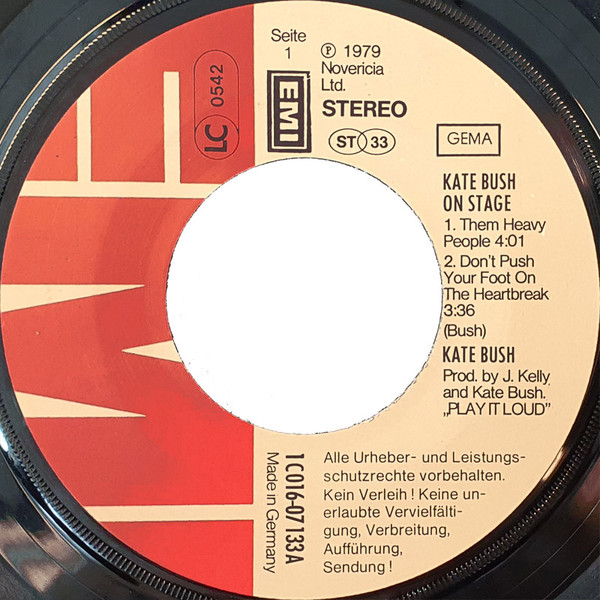 Seite
1
℗ 1979
Novericia
Ltd.
LC 0542
EMI
STEREO
ST 33
GEMA
KATE BUSH
ON STAGE
1. Them Heavy
People 4:01
2. Don't Push
Your Foot On
The Heartbreak
3:36
(Bush)
KATE BUSH
Prod. by J. Kelly
and Kate Bush.
„PLAY IT LOUD"
1C016-07 133 A
Made in Germany
Alle Urheber- und Leistungs-
schutzrechte vorbehalten.
Kein Verleih! Keine un-
erlaubte Vervielfälti-
gung, Verbreitung,
Aufführung,
Sendung!
EMI